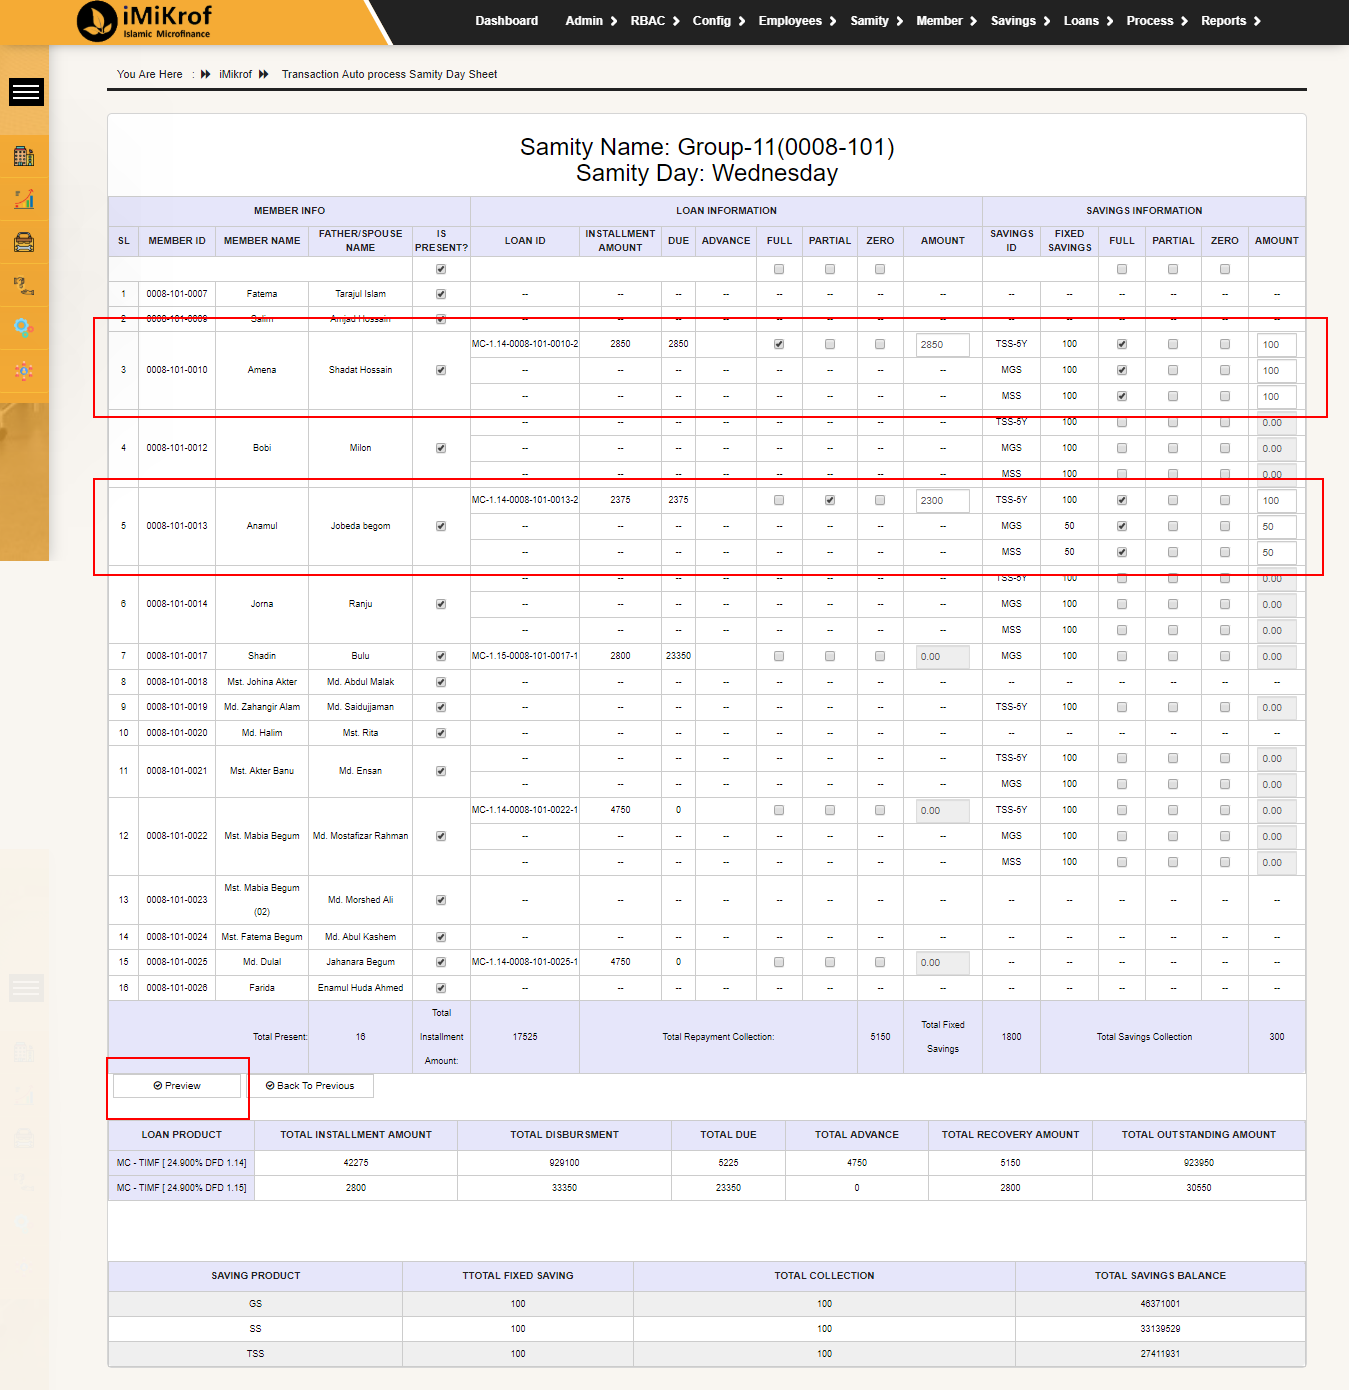 iMiKrof
Islamic Microfinance
Dashboard Admin RBAC Config Employees Samity Member Savings Loans Process Reports
You Are Here : iMikrof Transaction Auto process Samity Day Sheet
Samity Name: Group-11(0008-101)
Samity Day: Wednesday
MEMBER INFO LOAN INFORMATION SAVINGS INFORMATION
SL MEMBER ID MEMBER NAME FATHER/SPOUSE NAME IS PRESENT? LOAN ID INSTALLMENT AMOUNT DUE ADVANCE FULL PARTIAL ZERO AMOUNT SAVINGS ID FIXED SAVINGS FULL PARTIAL ZERO AMOUNT
1 0008-101-0007 Fatema Tarajul Islam -- -- -- -- -- -- -- -- -- -- -- -- -- --
2 0008-101-0009 Salim Amjad Hossain -- -- -- -- -- -- -- -- -- -- -- -- -- --
3 0008-101-0010 Amena Shadat Hossain MC-1.14-0008-101-0010-2 2850 2850 2850 TSS-5Y 100 100
-- -- -- -- -- -- -- -- MGS 100 100
-- -- -- -- -- -- -- -- MSS 100 100
4 0008-101-0012 Bobi Milon -- -- -- -- -- -- -- -- TSS-5Y 100 0.00
-- -- -- -- -- -- -- -- MGS 100 0.00
-- -- -- -- -- -- -- -- MSS 100 0.00
5 0008-101-0013 Anamul Jobeda begom MC-1.14-0008-101-0013-2 2375 2375 2300 TSS-5Y 100 100
-- -- -- -- -- -- -- -- MGS 50 50
-- -- -- -- -- -- -- -- MSS 50 50
6 0008-101-0014 Jorna Ranju -- -- -- -- -- -- -- -- TSS-5Y 100 0.00
-- -- -- -- -- -- -- -- MGS 100 0.00
-- -- -- -- -- -- -- -- MSS 100 0.00
7 0008-101-0017 Shadin Bulu MC-1.15-0008-101-0017-1 2800 23350 0.00 MGS 100 0.00
8 0008-101-0018 Mst. Johina Akter Md. Abdul Malak -- -- -- -- -- -- -- -- -- -- -- -- -- --
9 0008-101-0019 Md. Zahangir Alam Md. Saidujjaman -- -- -- -- -- -- -- -- TSS-5Y 100 0.00
10 0008-101-0020 Md. Halim Mst. Rita -- -- -- -- -- -- -- -- -- -- -- -- -- --
11 0008-101-0021 Mst. Akter Banu Md. Ensan -- -- -- -- -- -- -- -- TSS-5Y 100 0.00
-- -- -- -- -- -- -- -- MGS 100 0.00
12 0008-101-0022 Mst. Mabia Begum Md. Mostafizar Rahman MC-1.14-0008-101-0022-1 4750 0 0.00 TSS-5Y 100 0.00
-- -- -- -- -- -- -- -- MGS 100 0.00
-- -- -- -- -- -- -- -- MSS 100 0.00
13 0008-101-0023 Mst. Mabia Begum (02) Md. Morshed Ali -- -- -- -- -- -- -- -- -- -- -- -- -- --
14 0008-101-0024 Mst. Fatema Begum Md. Abul Kashem -- -- -- -- -- -- -- -- -- -- -- -- -- --
15 0008-101-0025 Md. Dulal Jahanara Begum MC-1.14-0008-101-0025-1 4750 0 0.00 -- -- -- -- -- --
16 0008-101-0026 Farida Enamul Huda Ahmed -- -- -- -- -- -- -- -- -- -- -- -- -- --
Total Present: 16 Total Installment Amount: 17525 Total Repayment Collection: 5150 Total Fixed Savings 1800 Total Savings Collection 300
Preview Back To Previous
LOAN PRODUCT TOTAL INSTALLMENT AMOUNT TOTAL DISBURSMENT TOTAL DUE TOTAL ADVANCE TOTAL RECOVERY AMOUNT TOTAL OUTSTANDING AMOUNT
MC - TIMF [ 24.900% DFD 1.14] 42275 929100 5225 4750 5150 923950
MC - TIMF [ 24.900% DFD 1.15] 2800 33350 23350 0 2800 30550
SAVING PRODUCT TTOTAL FIXED SAVING TOTAL COLLECTION TOTAL SAVINGS BALANCE
GS 100 100 46371001
SS 100 100 33139529
TSS 100 100 27411931